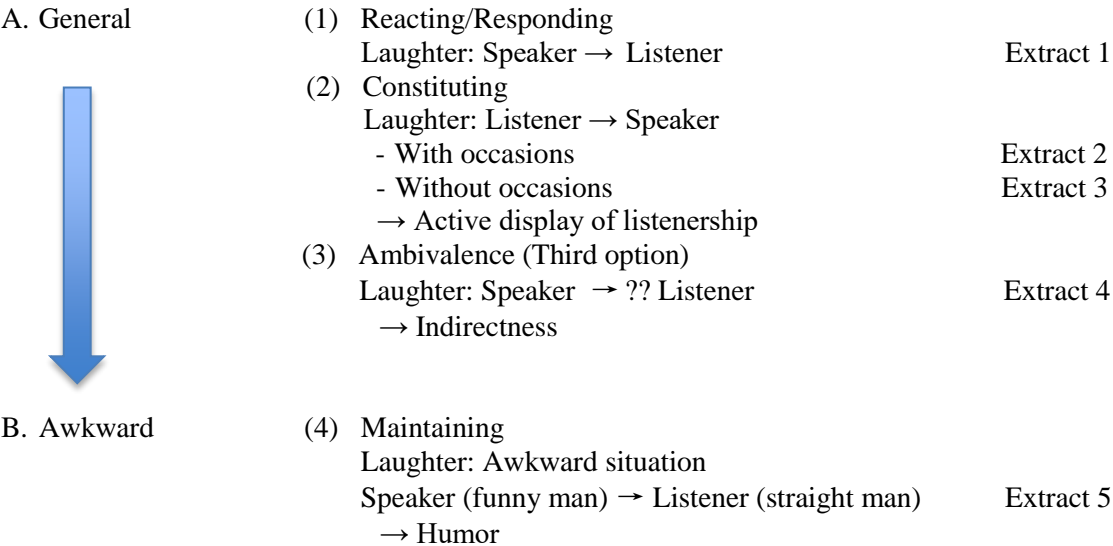 A. General (1) Reacting/Responding
Laughter: Speaker → Listener Extract 1
(2) Constituting
Laughter: Listener → Speaker
- With occasions Extract 2
- Without occasions Extract 3
→ Active display of listenership
(3) Ambivalence (Third option)
Laughter: Speaker → ?? Listener Extract 4
→ Indirectness
B. Awkward (4) Maintaining
Laughter: Awkward situation
Speaker (funny man) → Listener (straight man) Extract 5
→ Humor